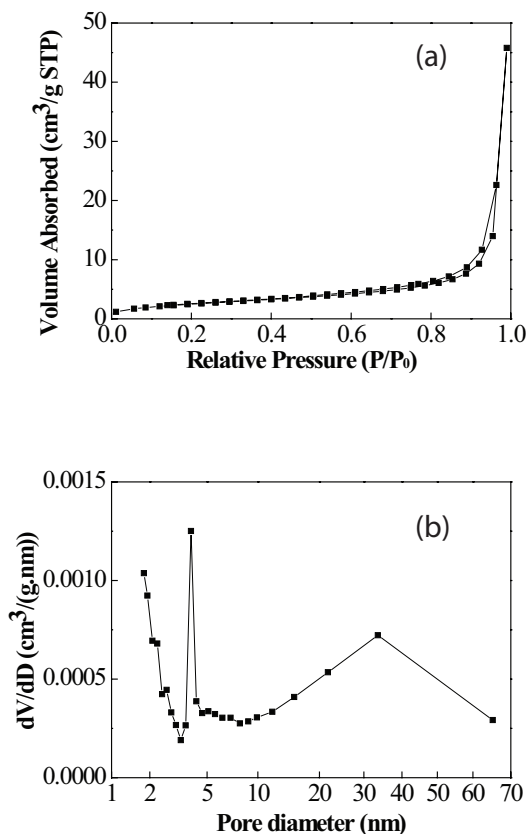 (a)
Volume Absorbed (cm³/g STP)
50
40
30
20
10
0
0.0 0.2 0.4 0.6 0.8 1.0
Relative Pressure (P/P₀)
(b)
dV/dD (cm³/(g.nm))
0.0015
0.0010
0.0005
0.0000
1 2 5 10 20 30 40 50 60 70
Pore diameter (nm)